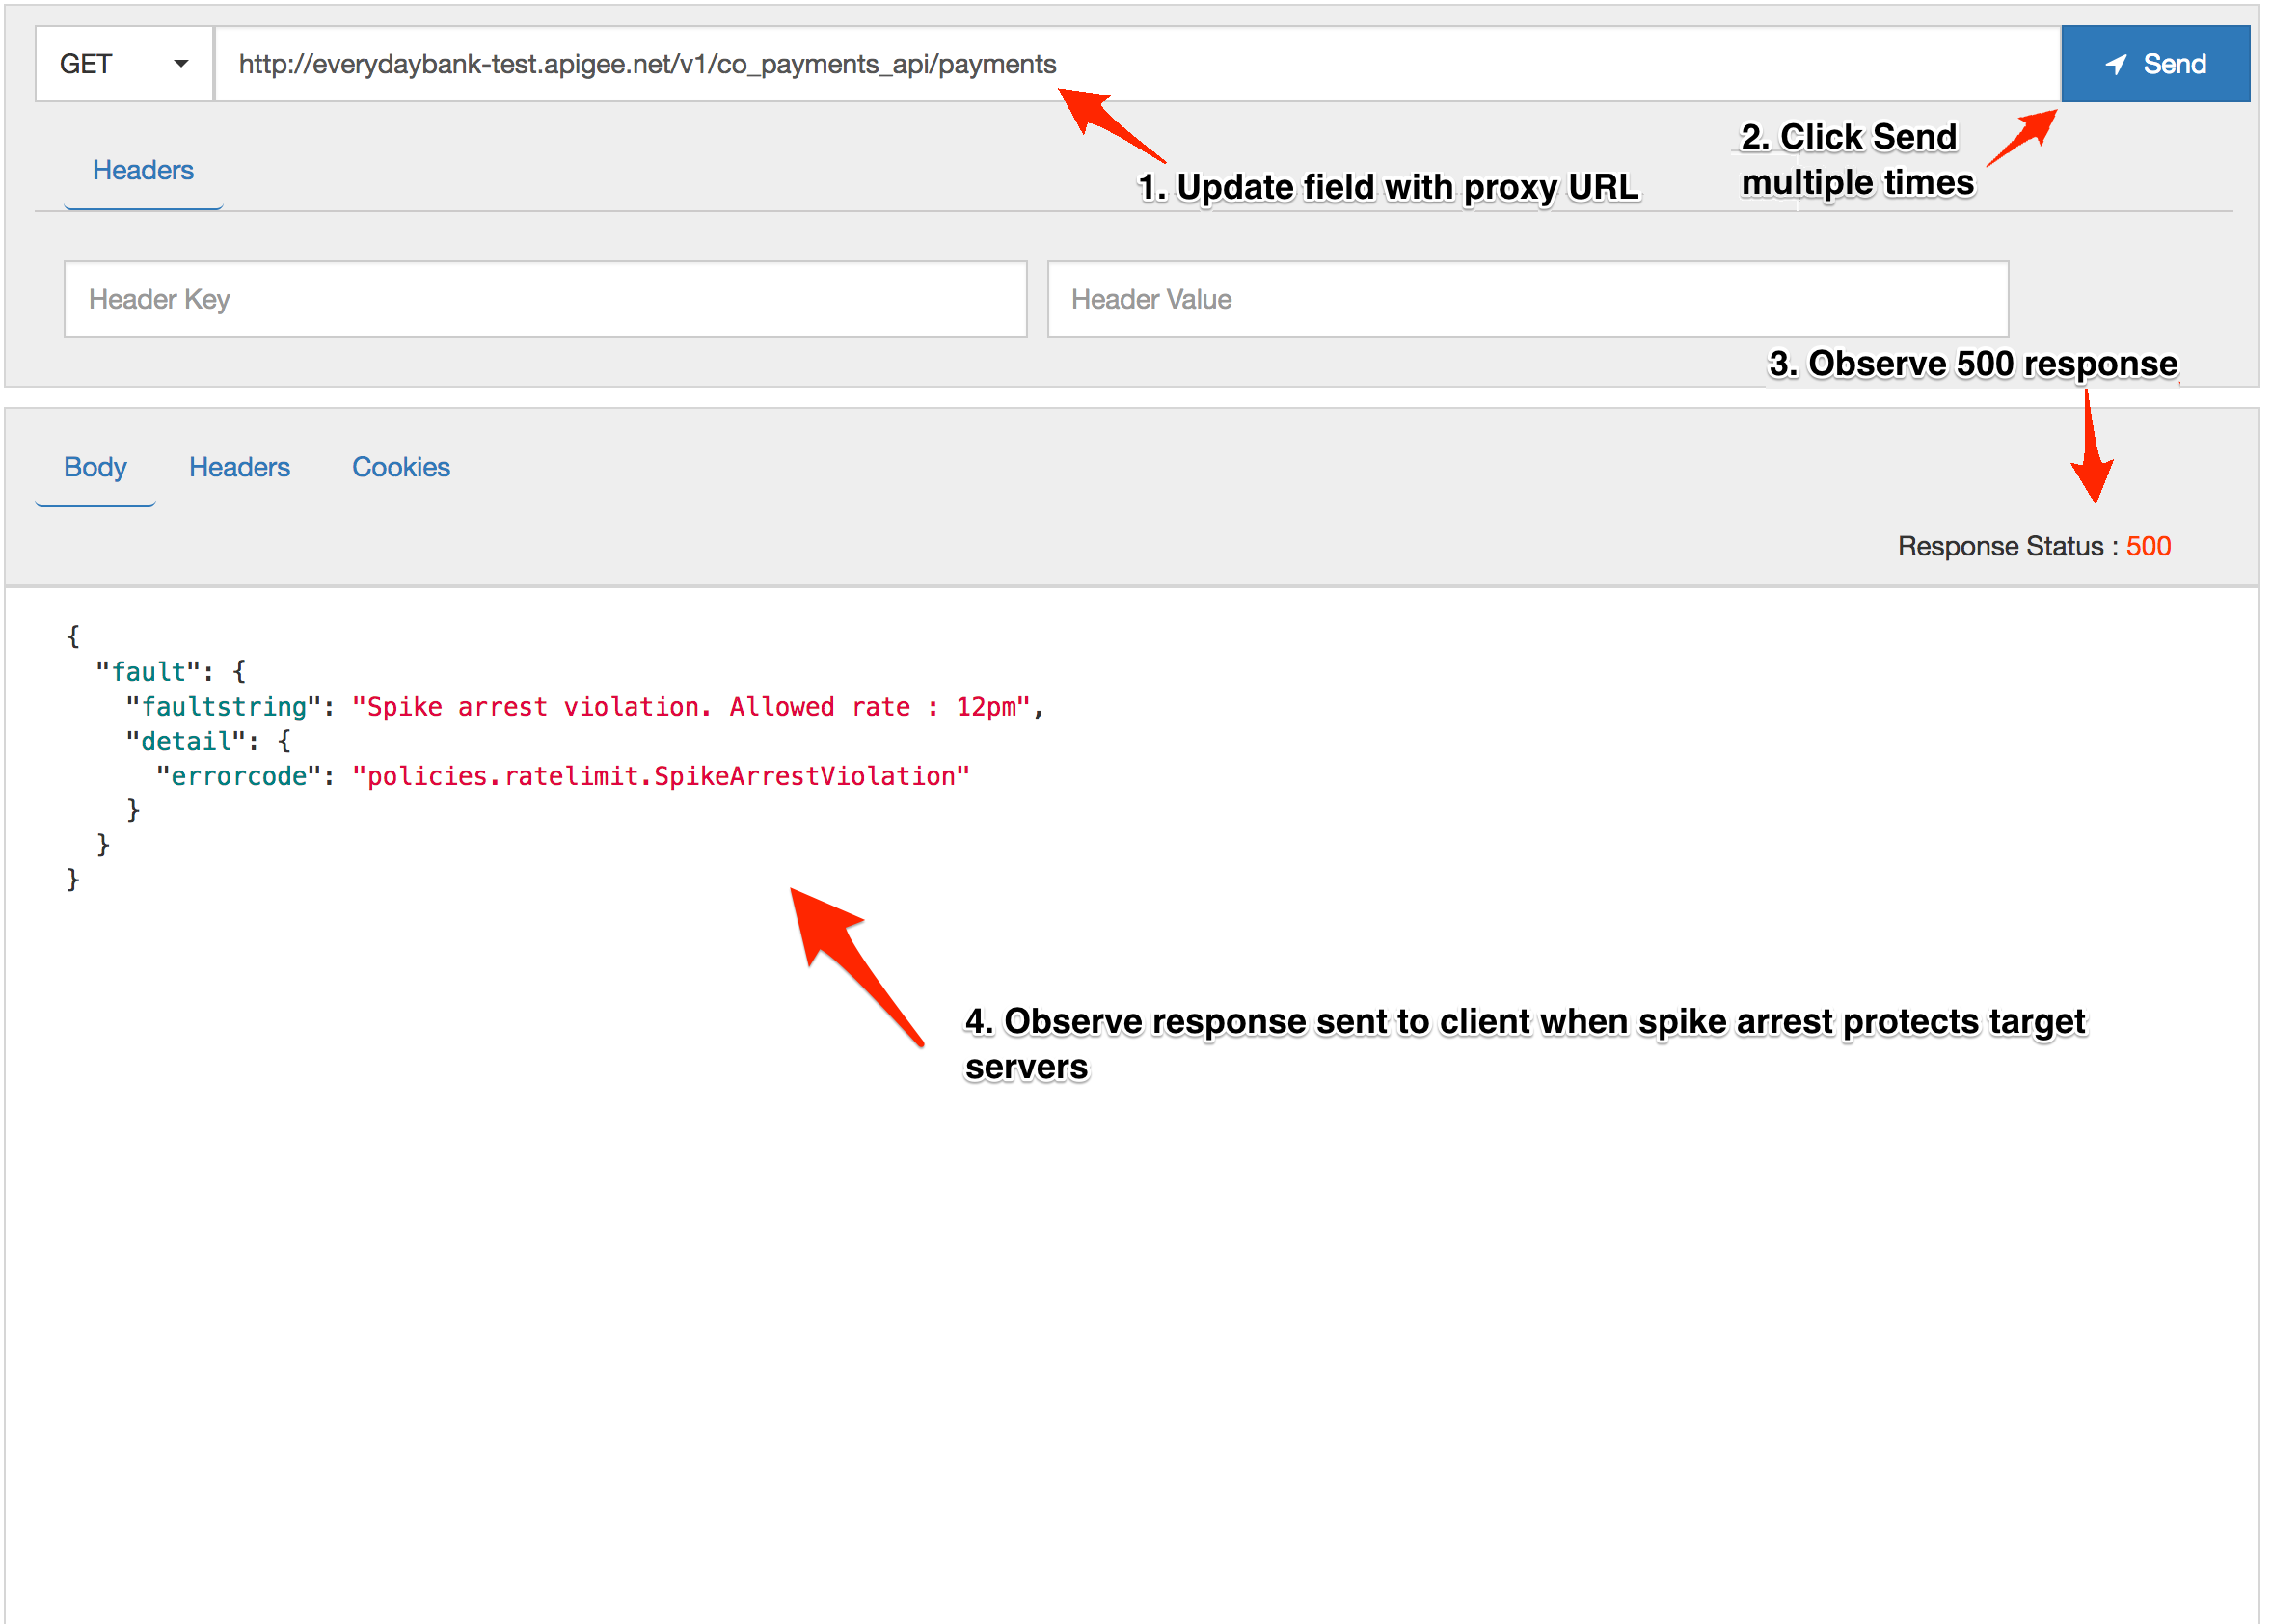 GET
http://everydaybank-test.apigee.net/v1/co_payments_api/payments
Send
1. Update field with proxy URL
2. Click Send
multiple times
Headers
Header Key
Header Value
3. Observe 500 response
Body
Headers
Cookies
Response Status : 500
{
"fault": {
"faultstring": "Spike arrest violation. Allowed rate : 12pm",
"detail": {
"errorcode": "policies.ratelimit.SpikeArrestViolation"
}
}
}
4. Observe response sent to client when spike arrest protects target
servers